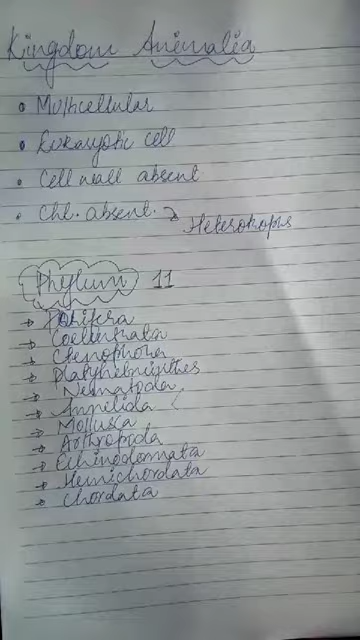 Kingdom Animalia
• Multicellular
• Eukaryotic cell
• Cell wall absent
• Chl. absent. → Heterotrophs
Phylum 11
→ Porifera
→ Coelenterata
→ Ctenophora
→ Platyhelminthes
→ Nematoda
→ Annelida
→ Mollusca
→ Arthropoda
→ Echinodermata
→ Hemichordata
→ Chordata